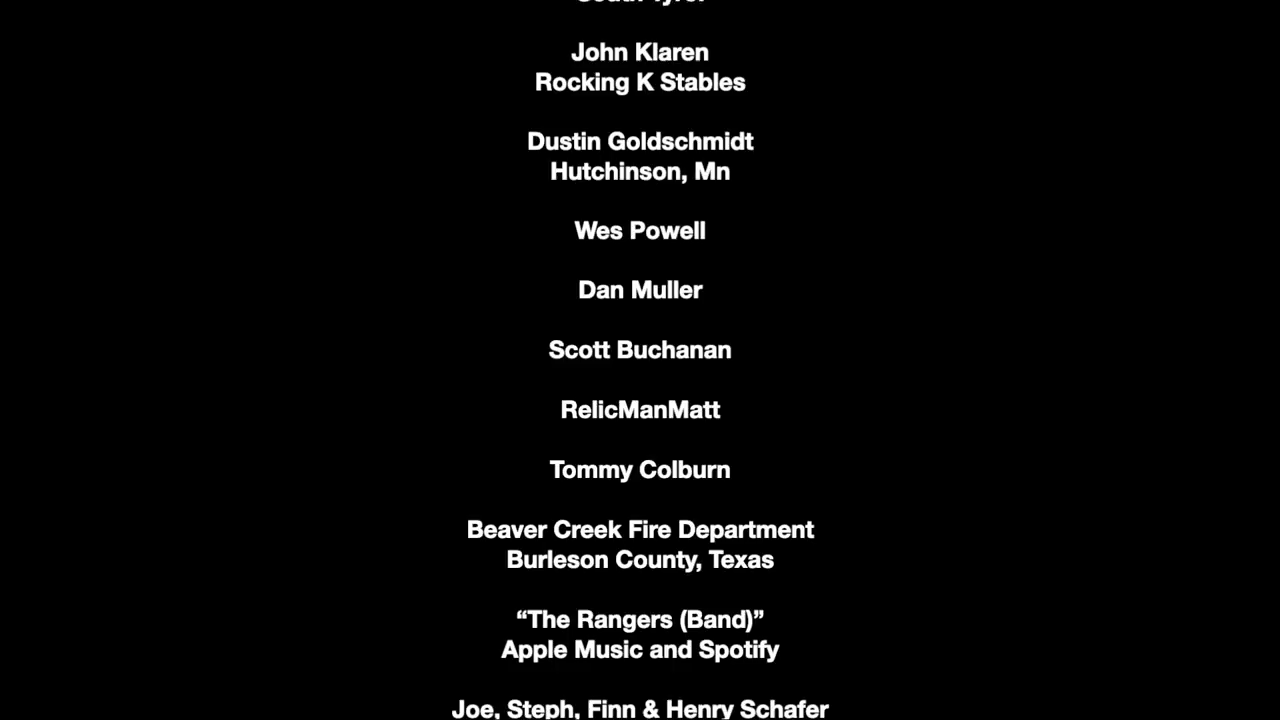 John Klaren
Rocking K Stables
Dustin Goldschmidt
Hutchinson, Mn
Wes Powell
Dan Muller
Scott Buchanan
RelicManMatt
Tommy Colburn
Beaver Creek Fire Department
Burleson County, Texas
“The Rangers (Band)”
Apple Music and Spotify
Joe, Steph, Finn & Henry Schafer